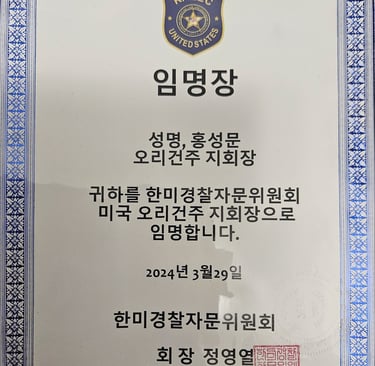 UNITED STATES
임명장
성명, 홍성문
오리건주 지회장
귀하를 한미경찰자문위원회
미국 오리건주 지회장으로
임명합니다.
2024년 3월29일
한미경찰자문위원회
회 장 정영열